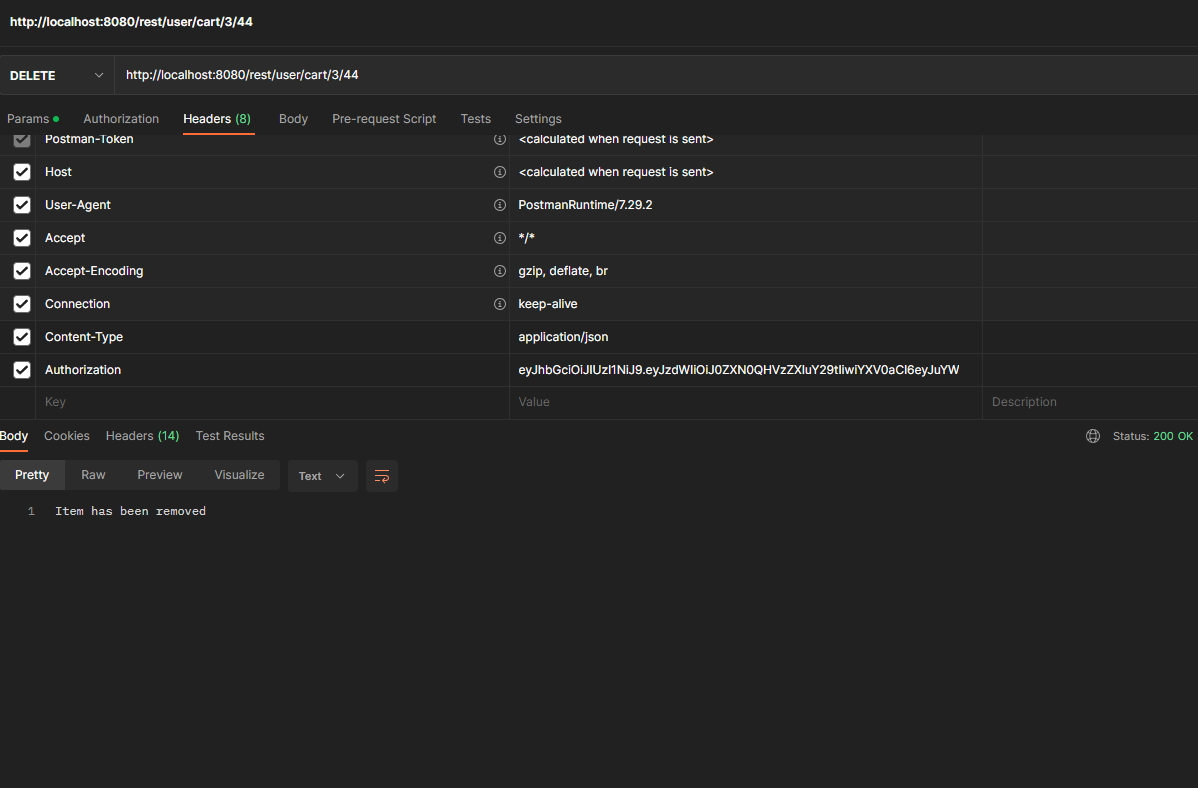 http://localhost:8080/rest/user/cart/3/44
DELETE http://localhost:8080/rest/user/cart/3/44
Params Authorization Headers (8) Body Pre-request Script Tests Settings
Postman-Token <calculated when request is sent>
Host <calculated when request is sent>
User-Agent PostmanRuntime/7.29.2
Accept */*
Accept-Encoding gzip, deflate, br
Connection keep-alive
Content-Type application/json
Authorization eyJhbGciOiJIUzI1NiJ9.eyJzdWIiOiJ0ZXN0QHVzZXIuY29tIiwiYXV0aCI6eyJuYW
Key Value Description
Body Cookies Headers (14) Test Results Status: 200 OK
Pretty Raw Preview Visualize Text
1 Item has been removed